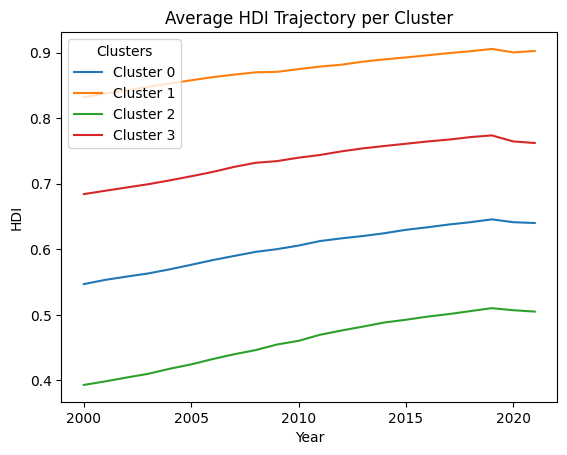 Average HDI Trajectory per Cluster
Clusters
Cluster 0
Cluster 1
Cluster 2
Cluster 3
HDI
0.9
0.8
0.7
0.6
0.5
0.4
2000
2005
2010
2015
2020
Year